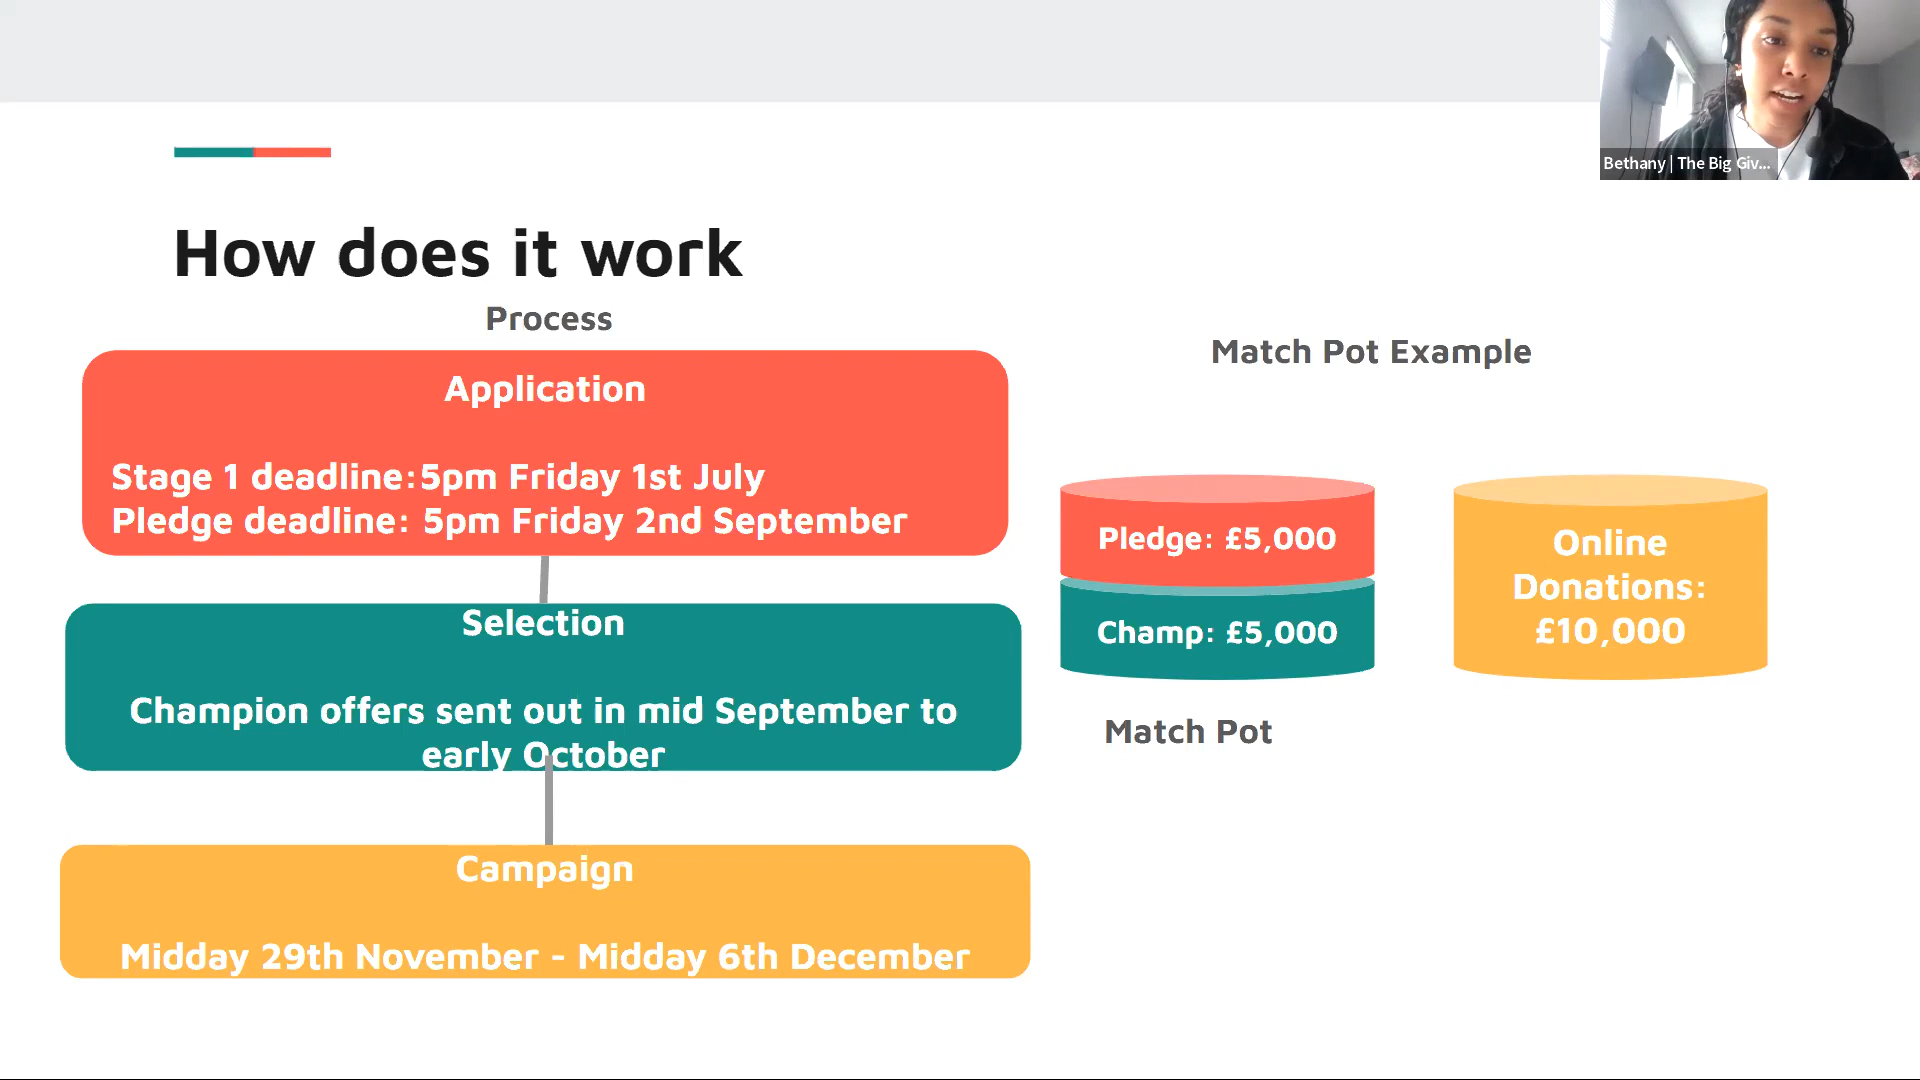 Bethany | The Big Giv...
How does it work
Process
Application
Stage 1 deadline:5pm Friday 1st July
Pledge deadline: 5pm Friday 2nd September
Selection
Champion offers sent out in mid September to
early October
Campaign
Midday 29th November - Midday 6th December
Match Pot Example
Pledge: £5,000
Champ: £5,000
Match Pot
Online
Donations:
£10,000